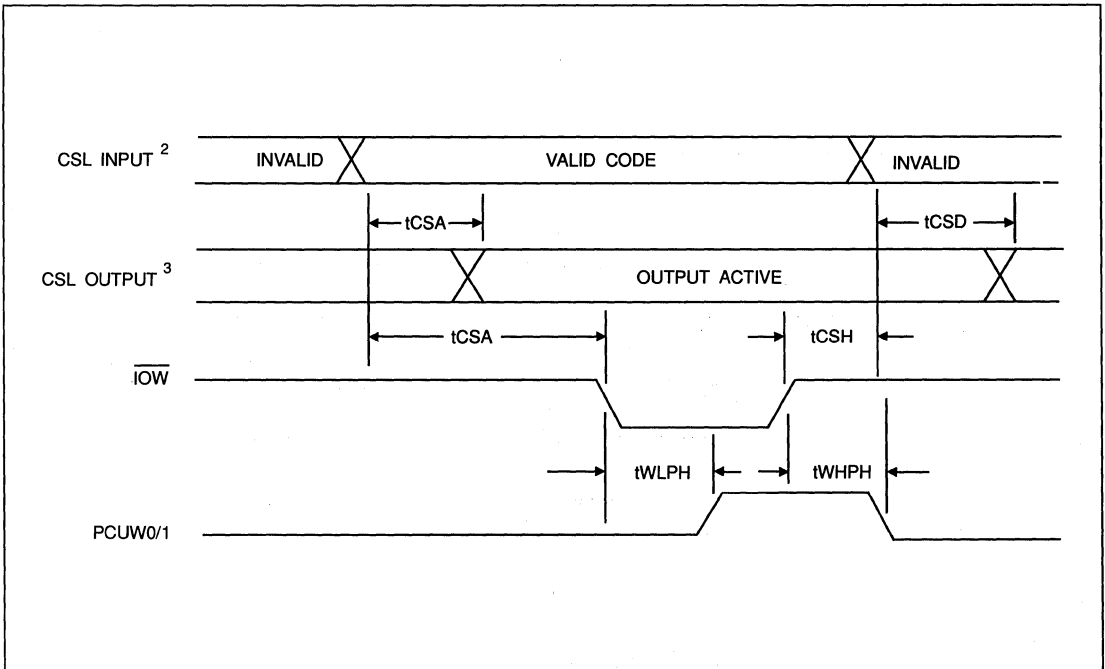 CSL INPUT 2 INVALID VALID CODE INVALID
tCSA tCSD
CSL OUTPUT 3 OUTPUT ACTIVE
tCSA tCSH
IOW
tWLPH tWHPH
PCUW0/1